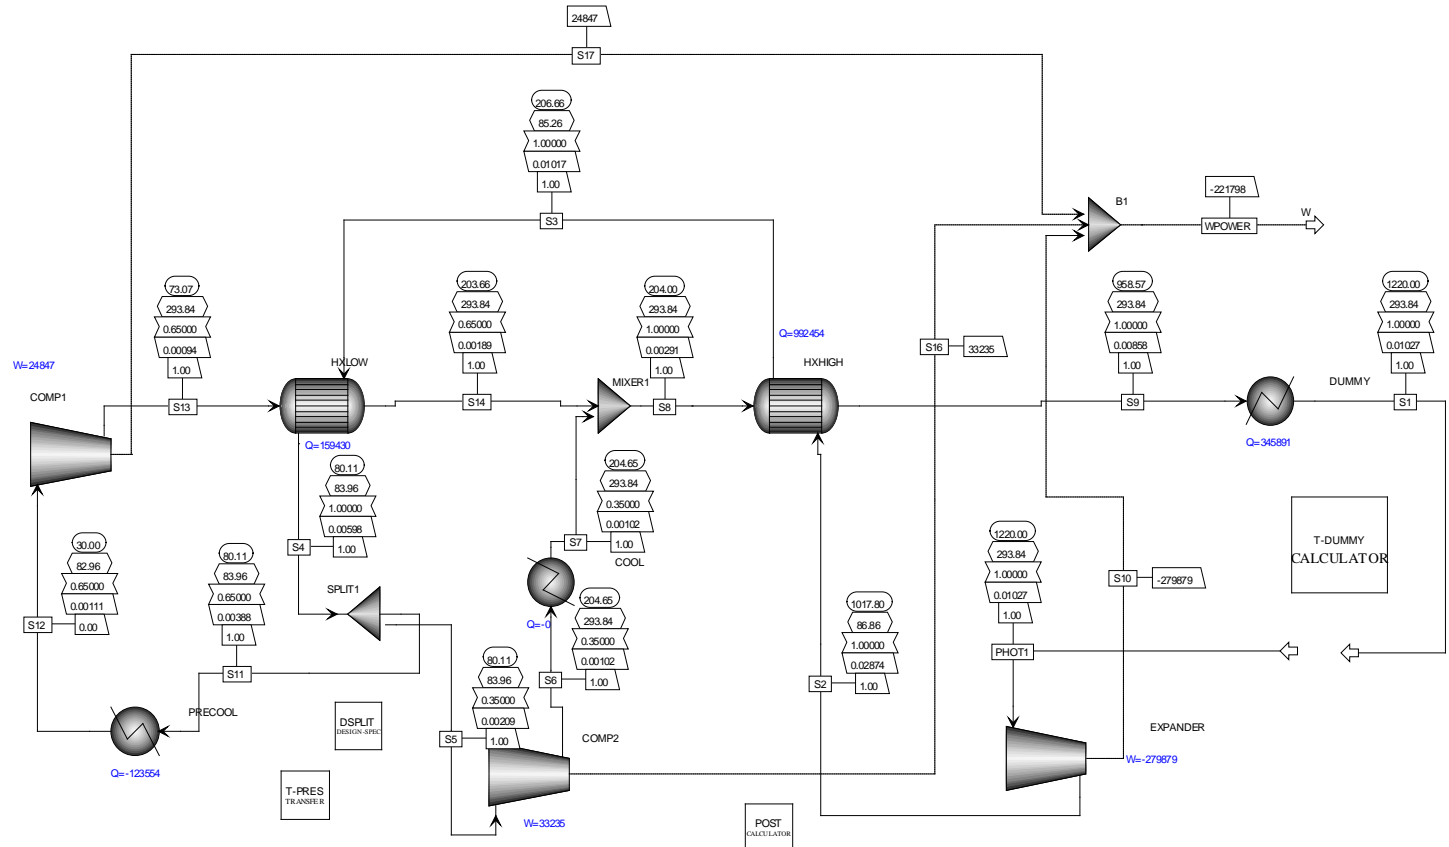 24847
S17
206.66
85.26
1.00000
0.01017
1.00
S3
-221798
B1
WPOWER
W
73.07
293.84
0.65000
0.00094
1.00
S13
203.66
293.84
0.65000
0.00189
1.00
S14
204.00
293.84
1.00000
0.00291
1.00
S8
958.57
293.84
1.00000
0.00858
1.00
S9
1220.00
293.84
1.00000
0.01027
1.00
S1
Q=992454
S16
33235
W=24847
HXLOW
MIXER1
HXHIGH
DUMMY
COMP1
Q=159430
Q=345891
80.11
83.96
1.00000
0.00598
1.00
S4
204.65
293.84
0.35000
0.00102
1.00
S7
COOL
30.00
82.96
0.65000
0.00111
0.00
S12
80.11
83.96
0.65000
0.00388
1.00
S11
SPLIT1
Q=-0
204.65
293.84
0.35000
0.00102
1.00
S6
1017.80
86.86
1.00000
0.02874
1.00
S2
1220.00
293.84
1.00000
0.01027
1.00
PHOT1
S10
-279879
T-DUMMY
CALCULATOR
PRECOOL
Q=-123554
DSPLIT
DESIGN-SPEC
80.11
83.96
0.35000
0.00209
1.00
S5
COMP2
W=33235
EXPANDER
W=-279879
T-PRES
TRANSFER
POST
CALCULATOR